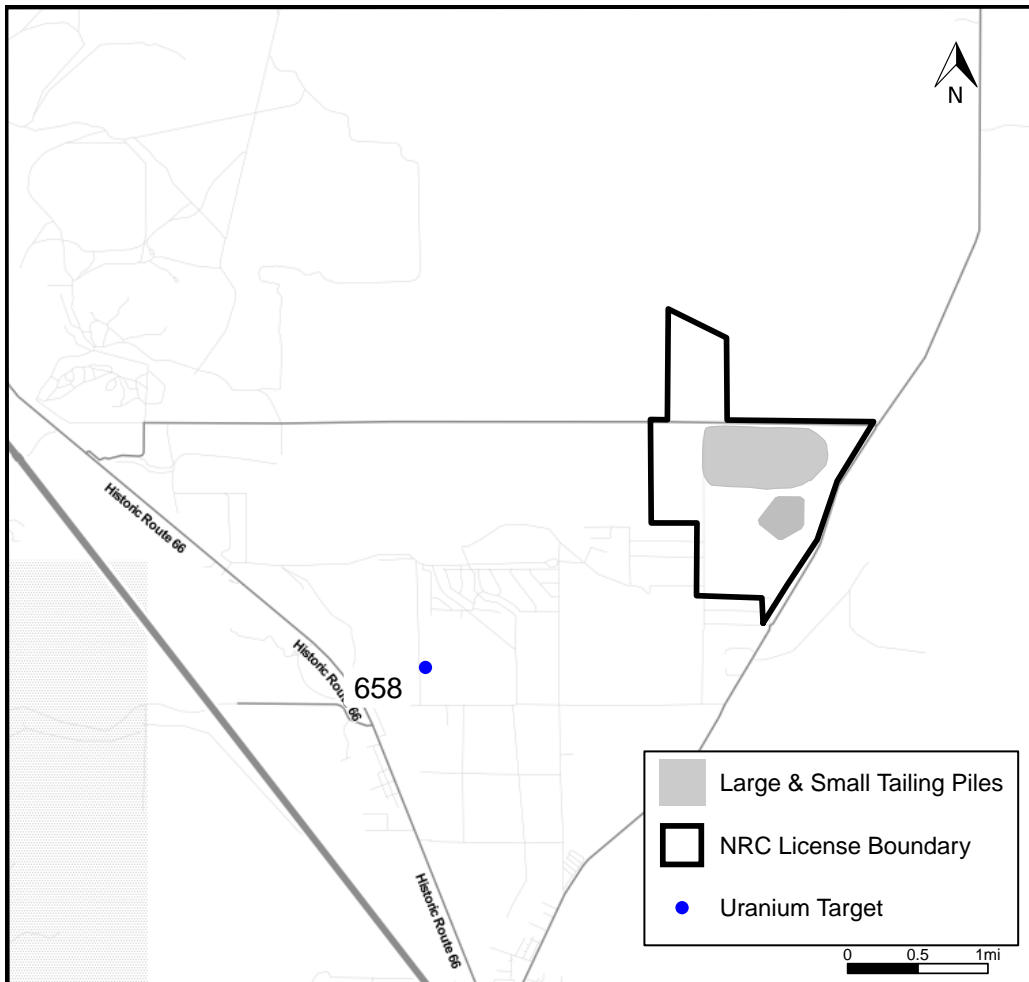 N
Historic Route 66
Historic Route 66
658
Historic Route 66
Large & Small Tailing Piles
NRC License Boundary
Uranium Target
0 0.5 1mi